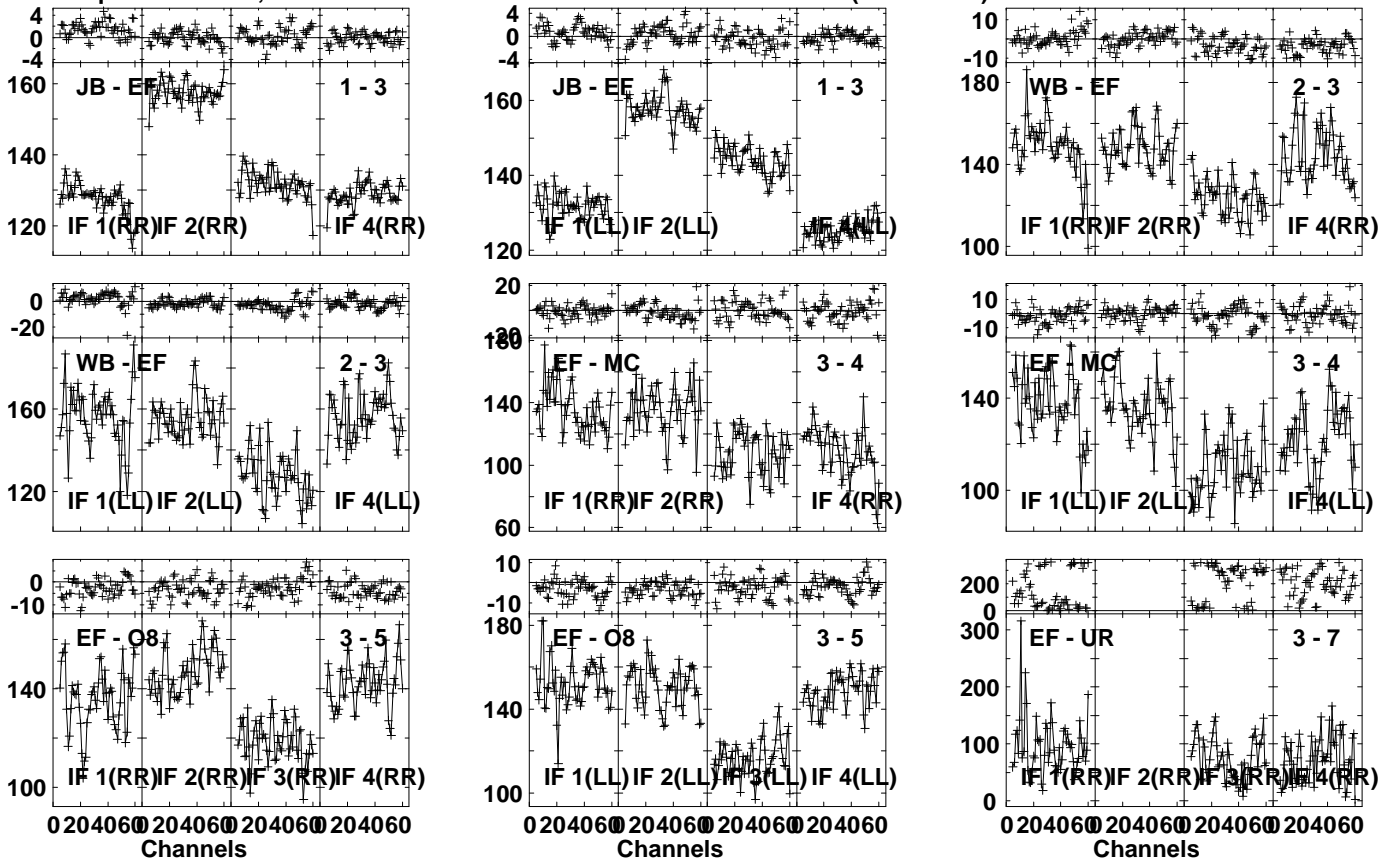 4 4 10
0 0
-4 -4 -10
160 JB - EF 1 - 3 160 JB - EF 1 - 3 180 WB - EF 2 - 3
140 140 140
120 IF 1(RR) IF 2(RR) IF 4(RR) IF 1(LL) IF 2(LL) IF 4(LL) IF 1(RR) IF 2(RR) IF 4(RR)
120 100
0 20 10
-20 -10
WB - EF 2 - 3 EF - MC 3 - 4 EF - MC 3 - 4
160 140 140
120 100 100
IF 1(LL) IF 2(LL) IF 4(LL) IF 1(RR) IF 2(RR) IF 4(RR) IF 1(LL) IF 2(LL) IF 4(LL)
60
0 10 200
-10 -10 0
EF - O8 3 - 5 180 EF - O8 3 - 5 300 EF - UR 3 - 7
140 140 200
100
100 IF 1(RR) IF 2(RR) IF 3(RR) IF 4(RR) 100 IF 1(LL) IF 2(LL) IF 3(LL) IF 4(LL) 0 IF 1(RR) IF 2(RR) IF 3(RR) IF 4(RR)
0 20 40 60 0 20 40 60 0 20 40 60 0 20 40 60 0 20 40 60 0 20 40 60 0 20 40 60 0 20 40 60 0 20 40 60 0 20 40 60 0 20 40 60 0 20 40 60
Channels Channels Channels